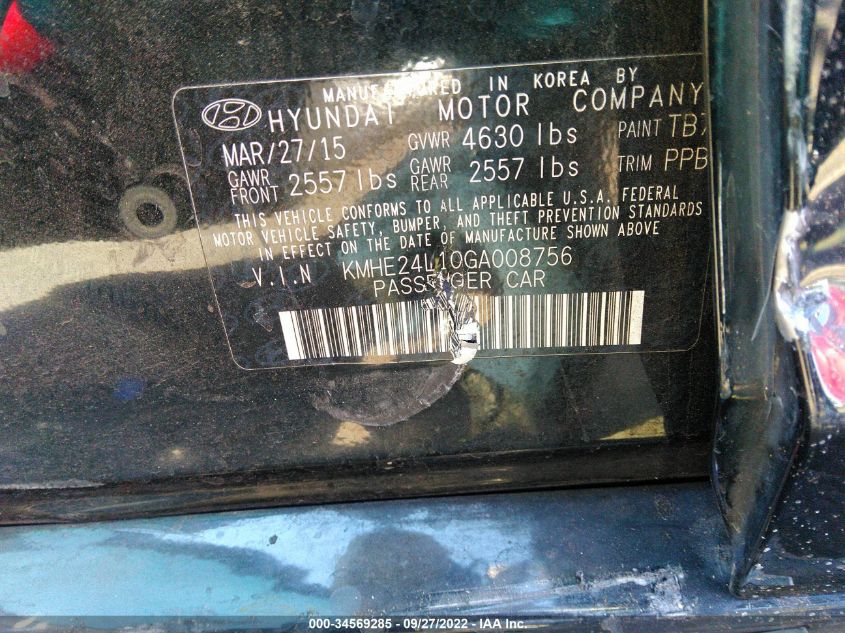 MANUFACTURED IN KOREA BY
HYUNDAI MOTOR COMPANY
MAR/27/15 GVWR 4630 lbs PAINT
GAWR FRONT 2557 lbs GAWR REAR 2557 lbs TRIM PPB
THIS VEHICLE CONFORMS TO ALL APPLICABLE U.S.A. FEDERAL
MOTOR VEHICLE SAFETY, BUMPER, AND THEFT PREVENTION STANDARDS
IN EFFECT ON THE DATE OF MANUFACTURE SHOWN ABOVE
V.I.N KMHE24L10GA008756
PASSENGER CAR
000-34569285 - 09/27/2022 - IAA Inc.